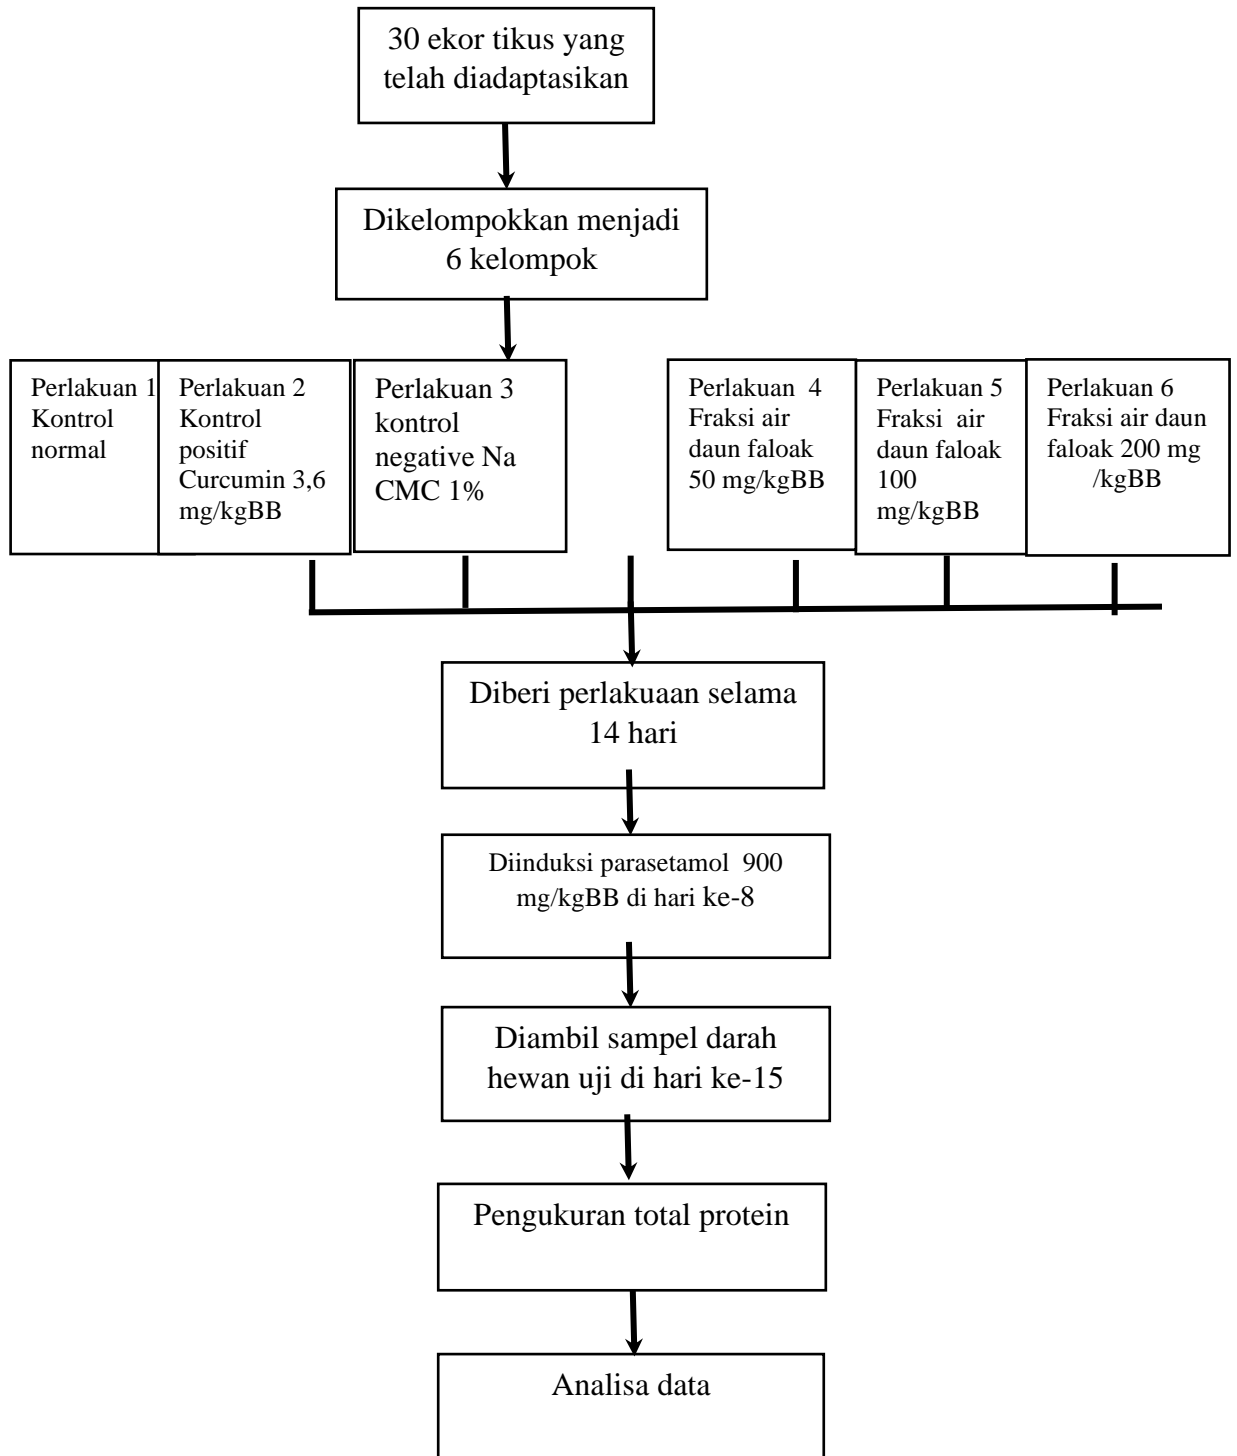 30 ekor tikus yang
telah diadaptasikan
Dikelompokkan menjadi
6 kelompok
Perlakuan 1
Kontrol
normal
Perlakuan 2
Kontrol
positif
Curcumin 3,6
mg/kgBB
Perlakuan 3
kontrol
negative Na
CMC 1%
Perlakuan 4
Fraksi air
daun faloak
50 mg/kgBB
Perlakuan 5
Fraksi air
daun faloak
100
mg/kgBB
Perlakuan 6
Fraksi air daun
faloak 200 mg
/kgBB
Diberi perlakuaan selama
14 hari
Diinduksi parasetamol 900
mg/kgBB di hari ke-8
Diambil sampel darah
hewan uji di hari ke-15
Pengukuran total protein
Analisa data